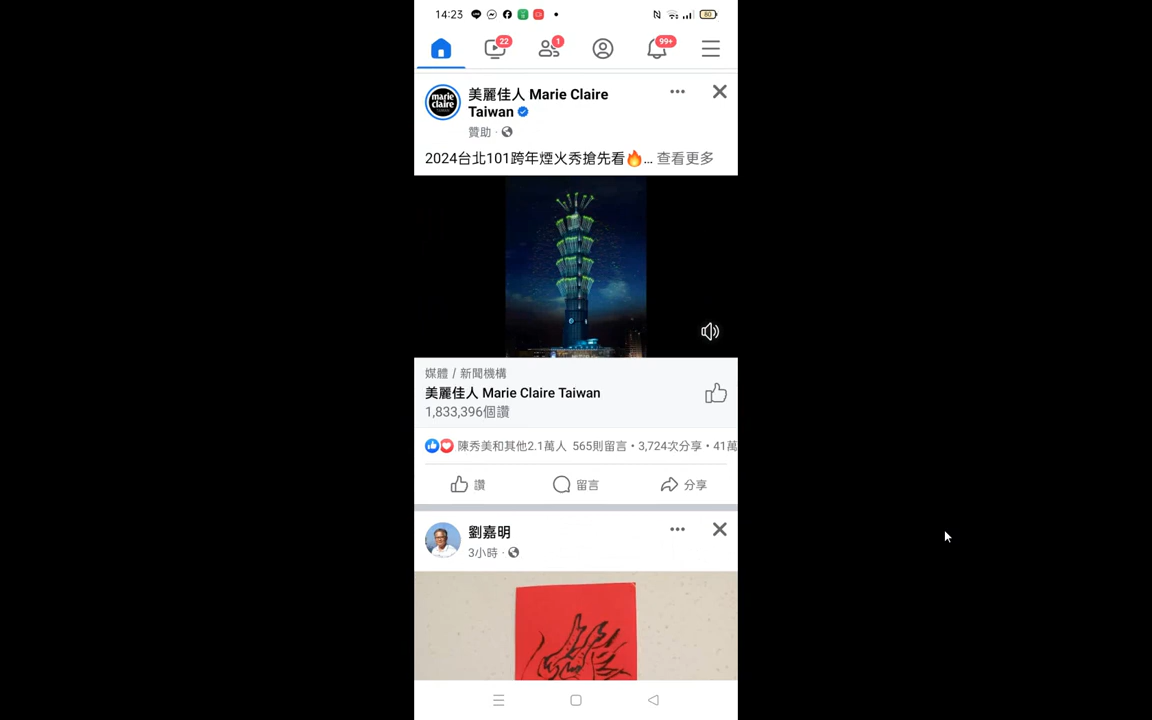 14:23
80
22
1
99+
marie
claire
TAIWAN
美麗佳人 Marie Claire
Taiwan
贊助 ·
2024台北101跨年煙火秀搶先看🔥... 查看更多
媒體 / 新聞機構
美麗佳人 Marie Claire Taiwan
1,833,396個讚
陳秀美和其他2.1萬人 565則留言 • 3,724次分享 • 41萬
讚 留言 分享
劉嘉明
3小時 ·